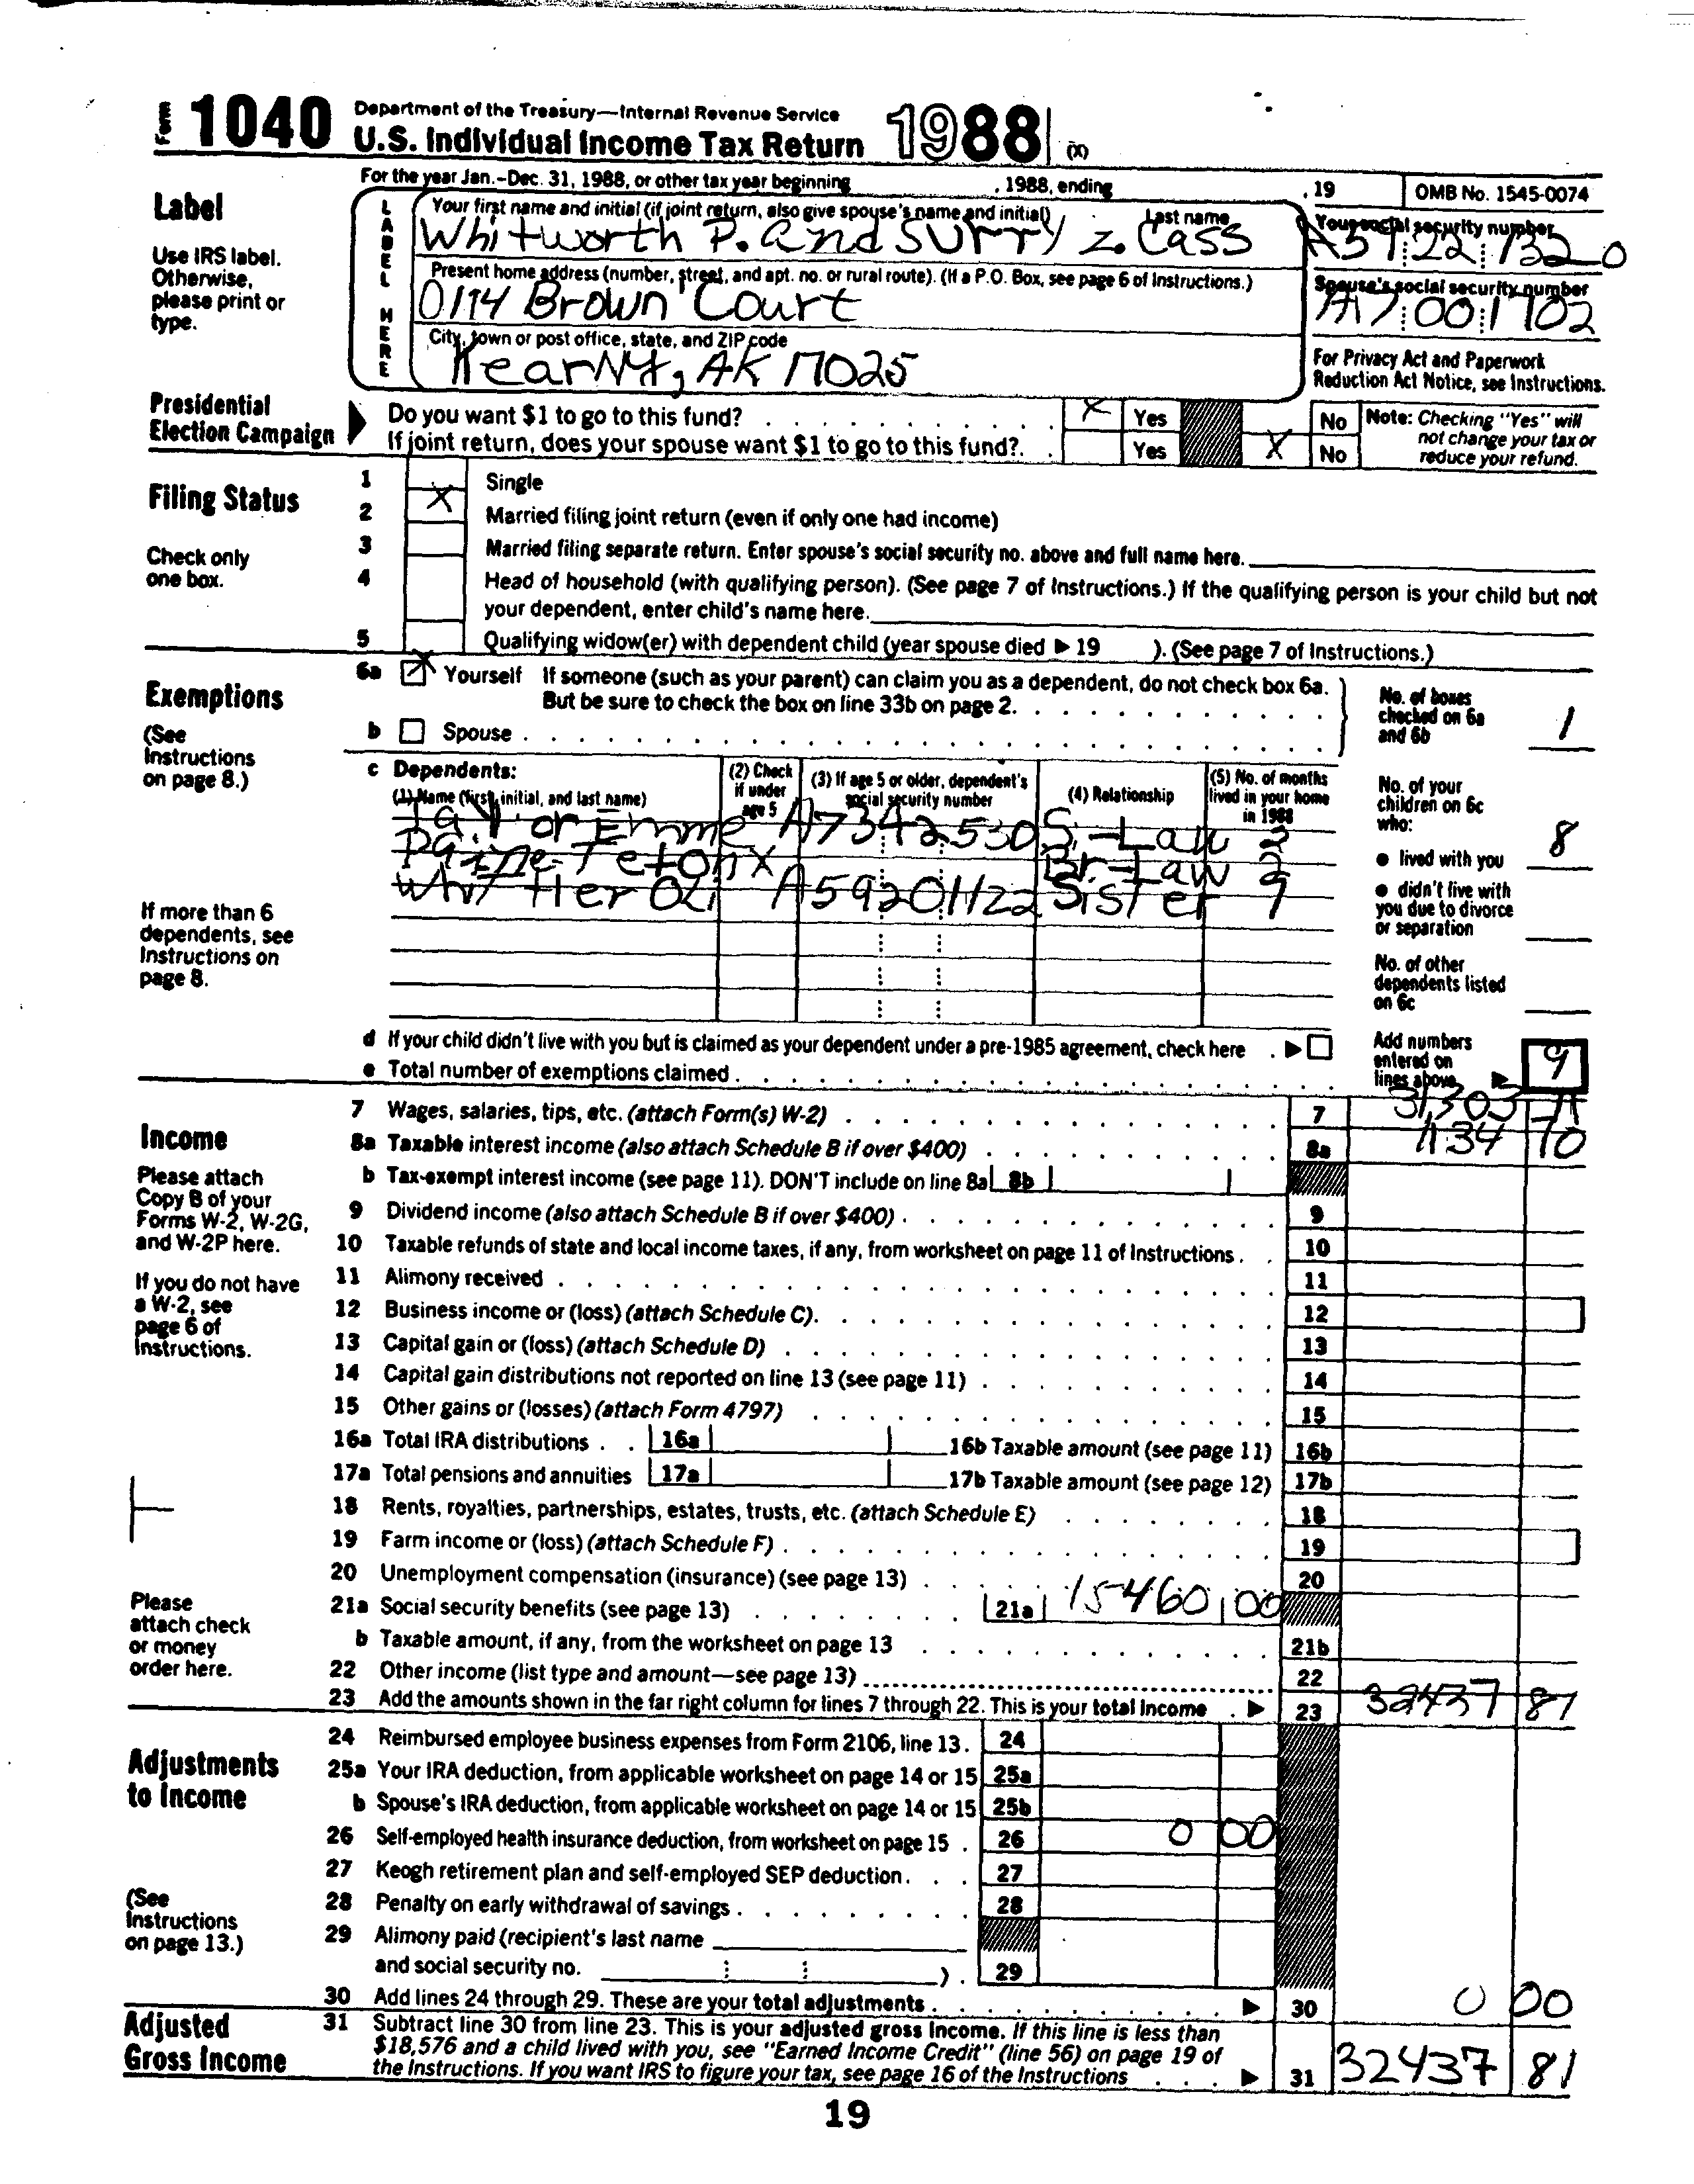 Form 1040 Department of the Treasury—Internal Revenue Service
U.S. Individual Income Tax Return 1988 (X)
For the year Jan.-Dec. 31, 1988, or other tax year beginning , 1988, ending , 19 OMB No. 1545-0074
Label
Use IRS label.
Otherwise,
please print or
type.
LABEL HERE
Your first name and initial (if joint return, also give spouse's name and initial) Last name
Whitworth P. and Surry Z. Cass
Your social security number
Present home address (number, street, and apt. no. or rural route). (If a P.O. Box, see page 6 of Instructions.)
0114 Brown Court
Spouse's social security number
City, town or post office, state, and ZIP code
AK 17025
For Privacy Act and Paperwork
Reduction Act Notice, see Instructions.
Presidential
Election Campaign
Do you want $1 to go to this fund? X Yes No
If joint return, does your spouse want $1 to go to this fund?. Yes X No
Note: Checking "Yes" will
not change your tax or
reduce your refund.
Filing Status
Check only
one box.
1 Single
2 X Married filing joint return (even if only one had income)
3 Married filing separate return. Enter spouse's social security no. above and full name here.
4 Head of household (with qualifying person). (See page 7 of Instructions.) If the qualifying person is your child but not
your dependent, enter child's name here.
5 Qualifying widow(er) with dependent child (year spouse died ▶ 19 ). (See page 7 of Instructions.)
Exemptions
(See
Instructions
on page 8.)
6a X Yourself If someone (such as your parent) can claim you as a dependent, do not check box 6a.
But be sure to check the box on line 33b on page 2.
b Spouse
No. of boxes
checked on 6a
and 6b 1
c Dependents:
(1) Name (first, initial, and last name)
(2) Check
if under
age 5
(3) If age 5 or older, dependent's
social security number
(4) Relationship
(5) No. of months
lived in your home
in 1988
Taylor Emme A7342530 S.-Law 2
Paine Teton X Br.-Law 2
Whittier Oli A59201122 Sister 9
If more than 6
dependents, see
Instructions on
page 8.
No. of your
children on 6c
who:
● lived with you 8
● didn't live with
you due to divorce
or separation
No. of other
dependents listed
on 6c
d If your child didn't live with you but is claimed as your dependent under a pre-1985 agreement, check here . ▶
e Total number of exemptions claimed
Add numbers
entered on
lines above ▶ 9
Income
Please attach
Copy B of your
Forms W-2, W-2G,
and W-2P here.
If you do not have
a W-2, see
page 6 of
Instructions.
7 Wages, salaries, tips, etc. (attach Form(s) W-2) 7 31,303 11
8a Taxable interest income (also attach Schedule B if over $400) 8a 1134 70
b Tax-exempt interest income (see page 11). DON'T include on line 8a 8b
9 Dividend income (also attach Schedule B if over $400) 9
10 Taxable refunds of state and local income taxes, if any, from worksheet on page 11 of Instructions 10
11 Alimony received 11
12 Business income or (loss) (attach Schedule C). 12
13 Capital gain or (loss) (attach Schedule D) 13
14 Capital gain distributions not reported on line 13 (see page 11) 14
15 Other gains or (losses) (attach Form 4797) 15
16a Total IRA distributions 16a 16b Taxable amount (see page 11) 16b
17a Total pensions and annuities 17a 17b Taxable amount (see page 12) 17b
18 Rents, royalties, partnerships, estates, trusts, etc. (attach Schedule E) 18
19 Farm income or (loss) (attach Schedule F) 19
20 Unemployment compensation (insurance) (see page 13) 20
21a Social security benefits (see page 13) 21a 15460 00
b Taxable amount, if any, from the worksheet on page 13 21b
22 Other income (list type and amount—see page 13) 22
23 Add the amounts shown in the far right column for lines 7 through 22. This is your total income ▶ 23 32437 81
Please
attach check
or money
order here.
Adjustments
to Income
(See
Instructions
on page 13.)
24 Reimbursed employee business expenses from Form 2106, line 13. 24
25a Your IRA deduction, from applicable worksheet on page 14 or 15 25a
b Spouse's IRA deduction, from applicable worksheet on page 14 or 15 25b
26 Self-employed health insurance deduction, from worksheet on page 15 26 0 00
27 Keogh retirement plan and self-employed SEP deduction 27
28 Penalty on early withdrawal of savings 28
29 Alimony paid (recipient's last name
and social security no. ) 29
30 Add lines 24 through 29. These are your total adjustments ▶ 30 0 00
Adjusted
Gross Income
31 Subtract line 30 from line 23. This is your adjusted gross income. If this line is less than
$18,576 and a child lived with you, see "Earned Income Credit" (line 56) on page 19 of
the Instructions. If you want IRS to figure your tax, see page 16 of the Instructions ▶ 31 32437 81
19